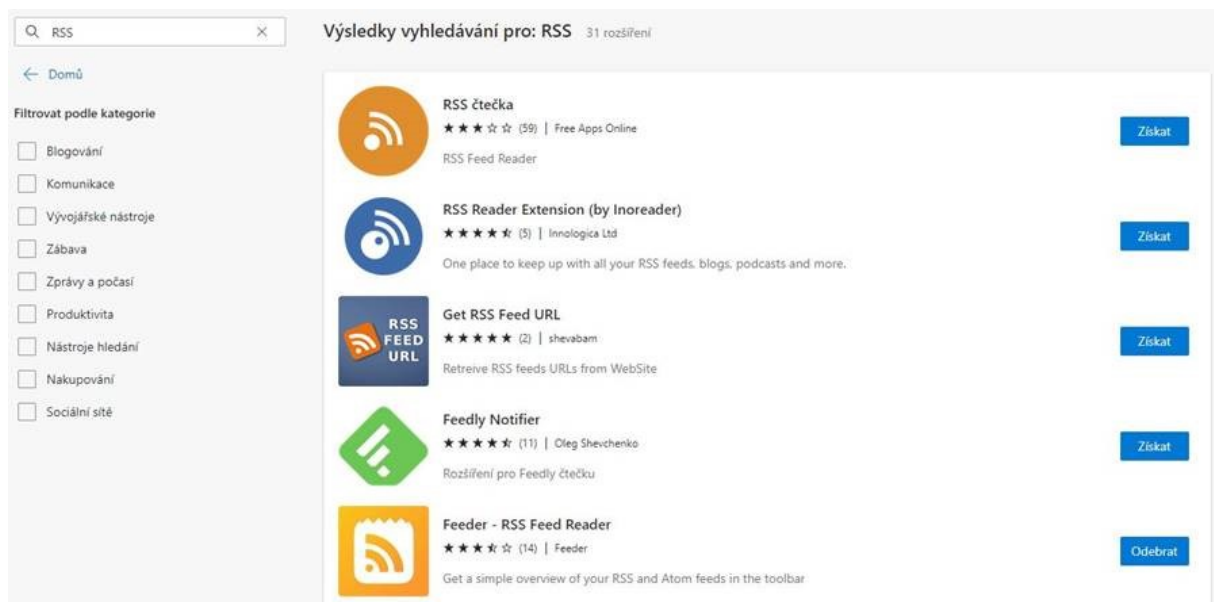 RSS
Výsledky vyhledávání pro: RSS 31 rozšíření
Domů
Filtrovat podle kategorie
Blogování
Komunikace
Vývojářské nástroje
Zábava
Zprávy a počasí
Produktivita
Nástroje hledání
Nakupování
Sociální sítě
RSS čtečka
(59) | Free Apps Online
RSS Feed Reader
Získat
RSS Reader Extension (by Inoreader)
(5) | Innologica Ltd
One place to keep up with all your RSS feeds, blogs, podcasts and more.
Získat
RSS
FEED
URL
Get RSS Feed URL
(2) | shevabam
Retreive RSS feeds URLs from WebSite
Získat
Feedly Notifier
(11) | Oleg Shevchenko
Rozšíření pro Feedly čtečku
Získat
Feeder - RSS Feed Reader
(14) | Feeder
Get a simple overview of your RSS and Atom feeds in the toolbar
Odebrat